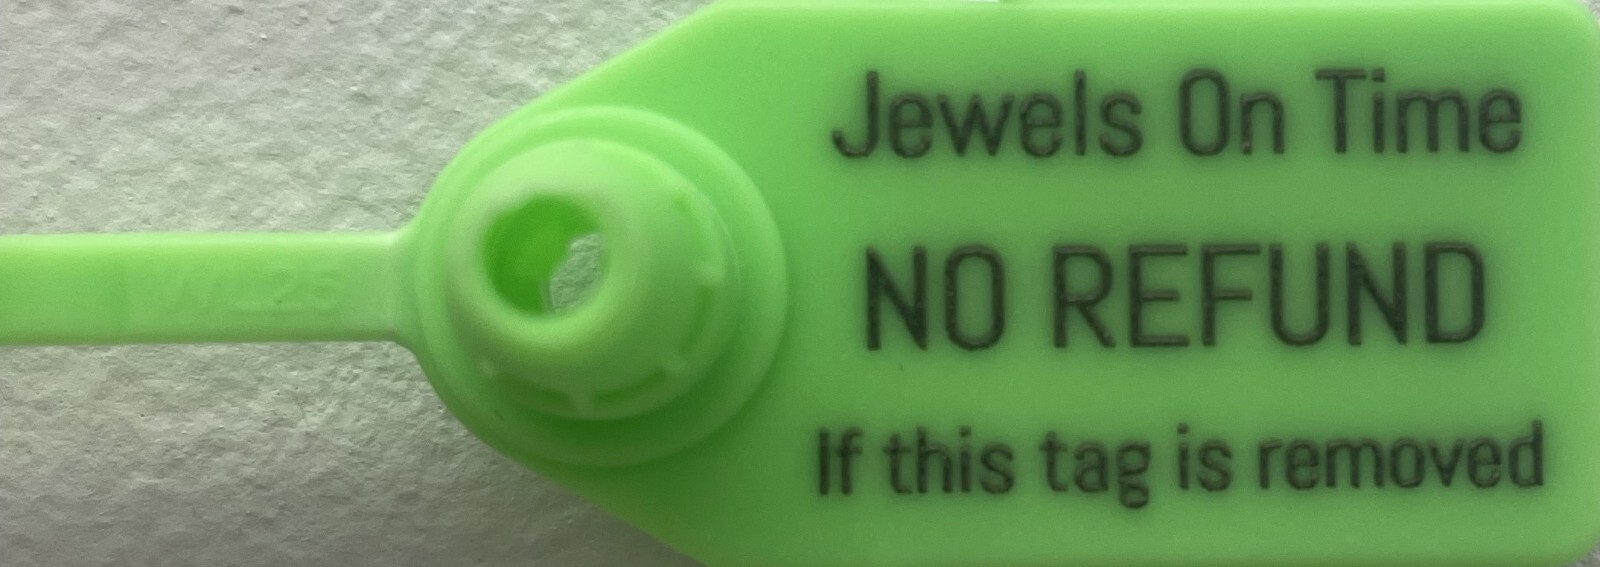 Jewels On Time
NO REFUND
If this tag is removed